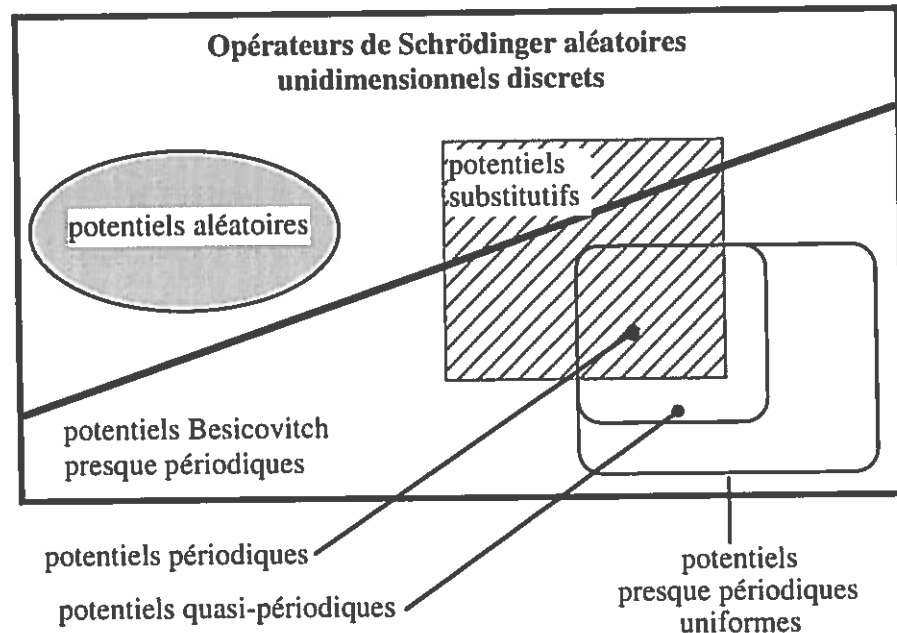 Opérateurs de Schrödinger aléatoires
unidimensionnels discrets
potentiels
substitutifs
potentiels aléatoires
potentiels Besicovitch
presque périodiques
potentiels périodiques
potentiels quasi-périodiques
potentiels
presque périodiques
uniformes